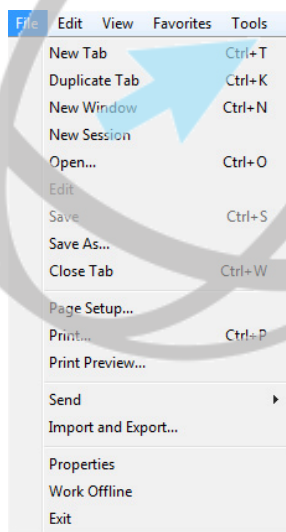 File Edit View Favorites Tools
New Tab Ctrl+T
Duplicate Tab Ctrl+K
New Window Ctrl+N
New Session
Open... Ctrl+O
Edit
Save Ctrl+S
Save As...
Close Tab Ctrl+W
Page Setup...
Print... Ctrl+P
Print Preview...
Send
Import and Export...
Properties
Work Offline
Exit